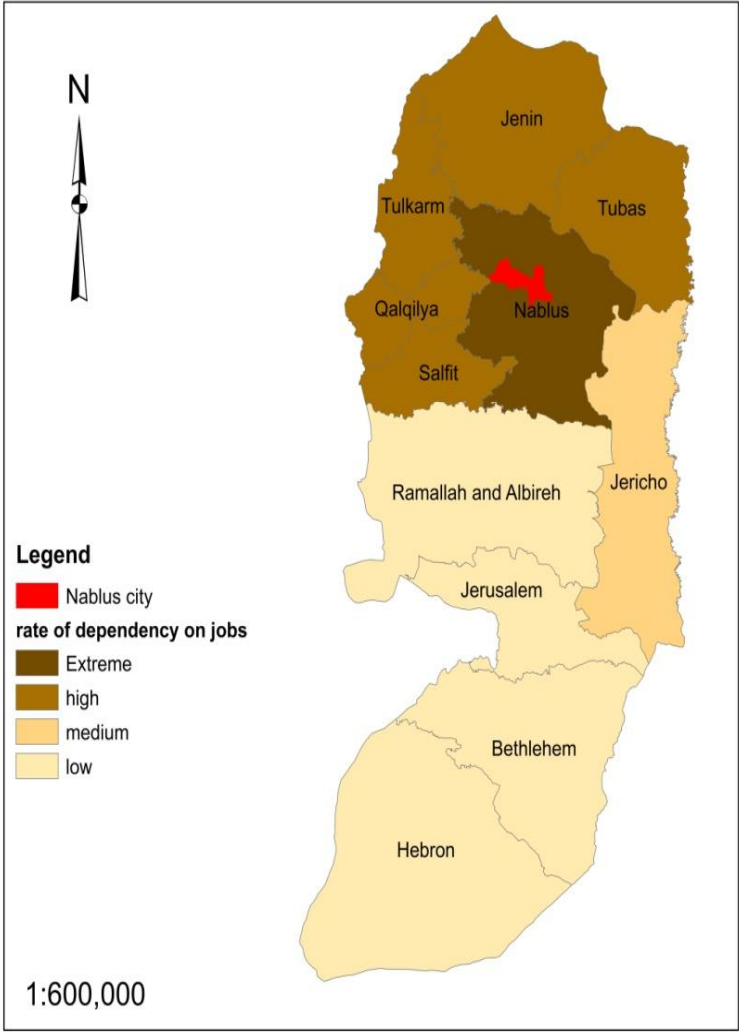 N
Jenin
Tulkarm
Tubas
Qalqilya
Nablus
Salfit
Ramallah and Albireh
Jericho
Jerusalem
Bethlehem
Hebron
Legend
Nablus city
rate of dependency on jobs
Extreme
high
medium
low
1:600,000